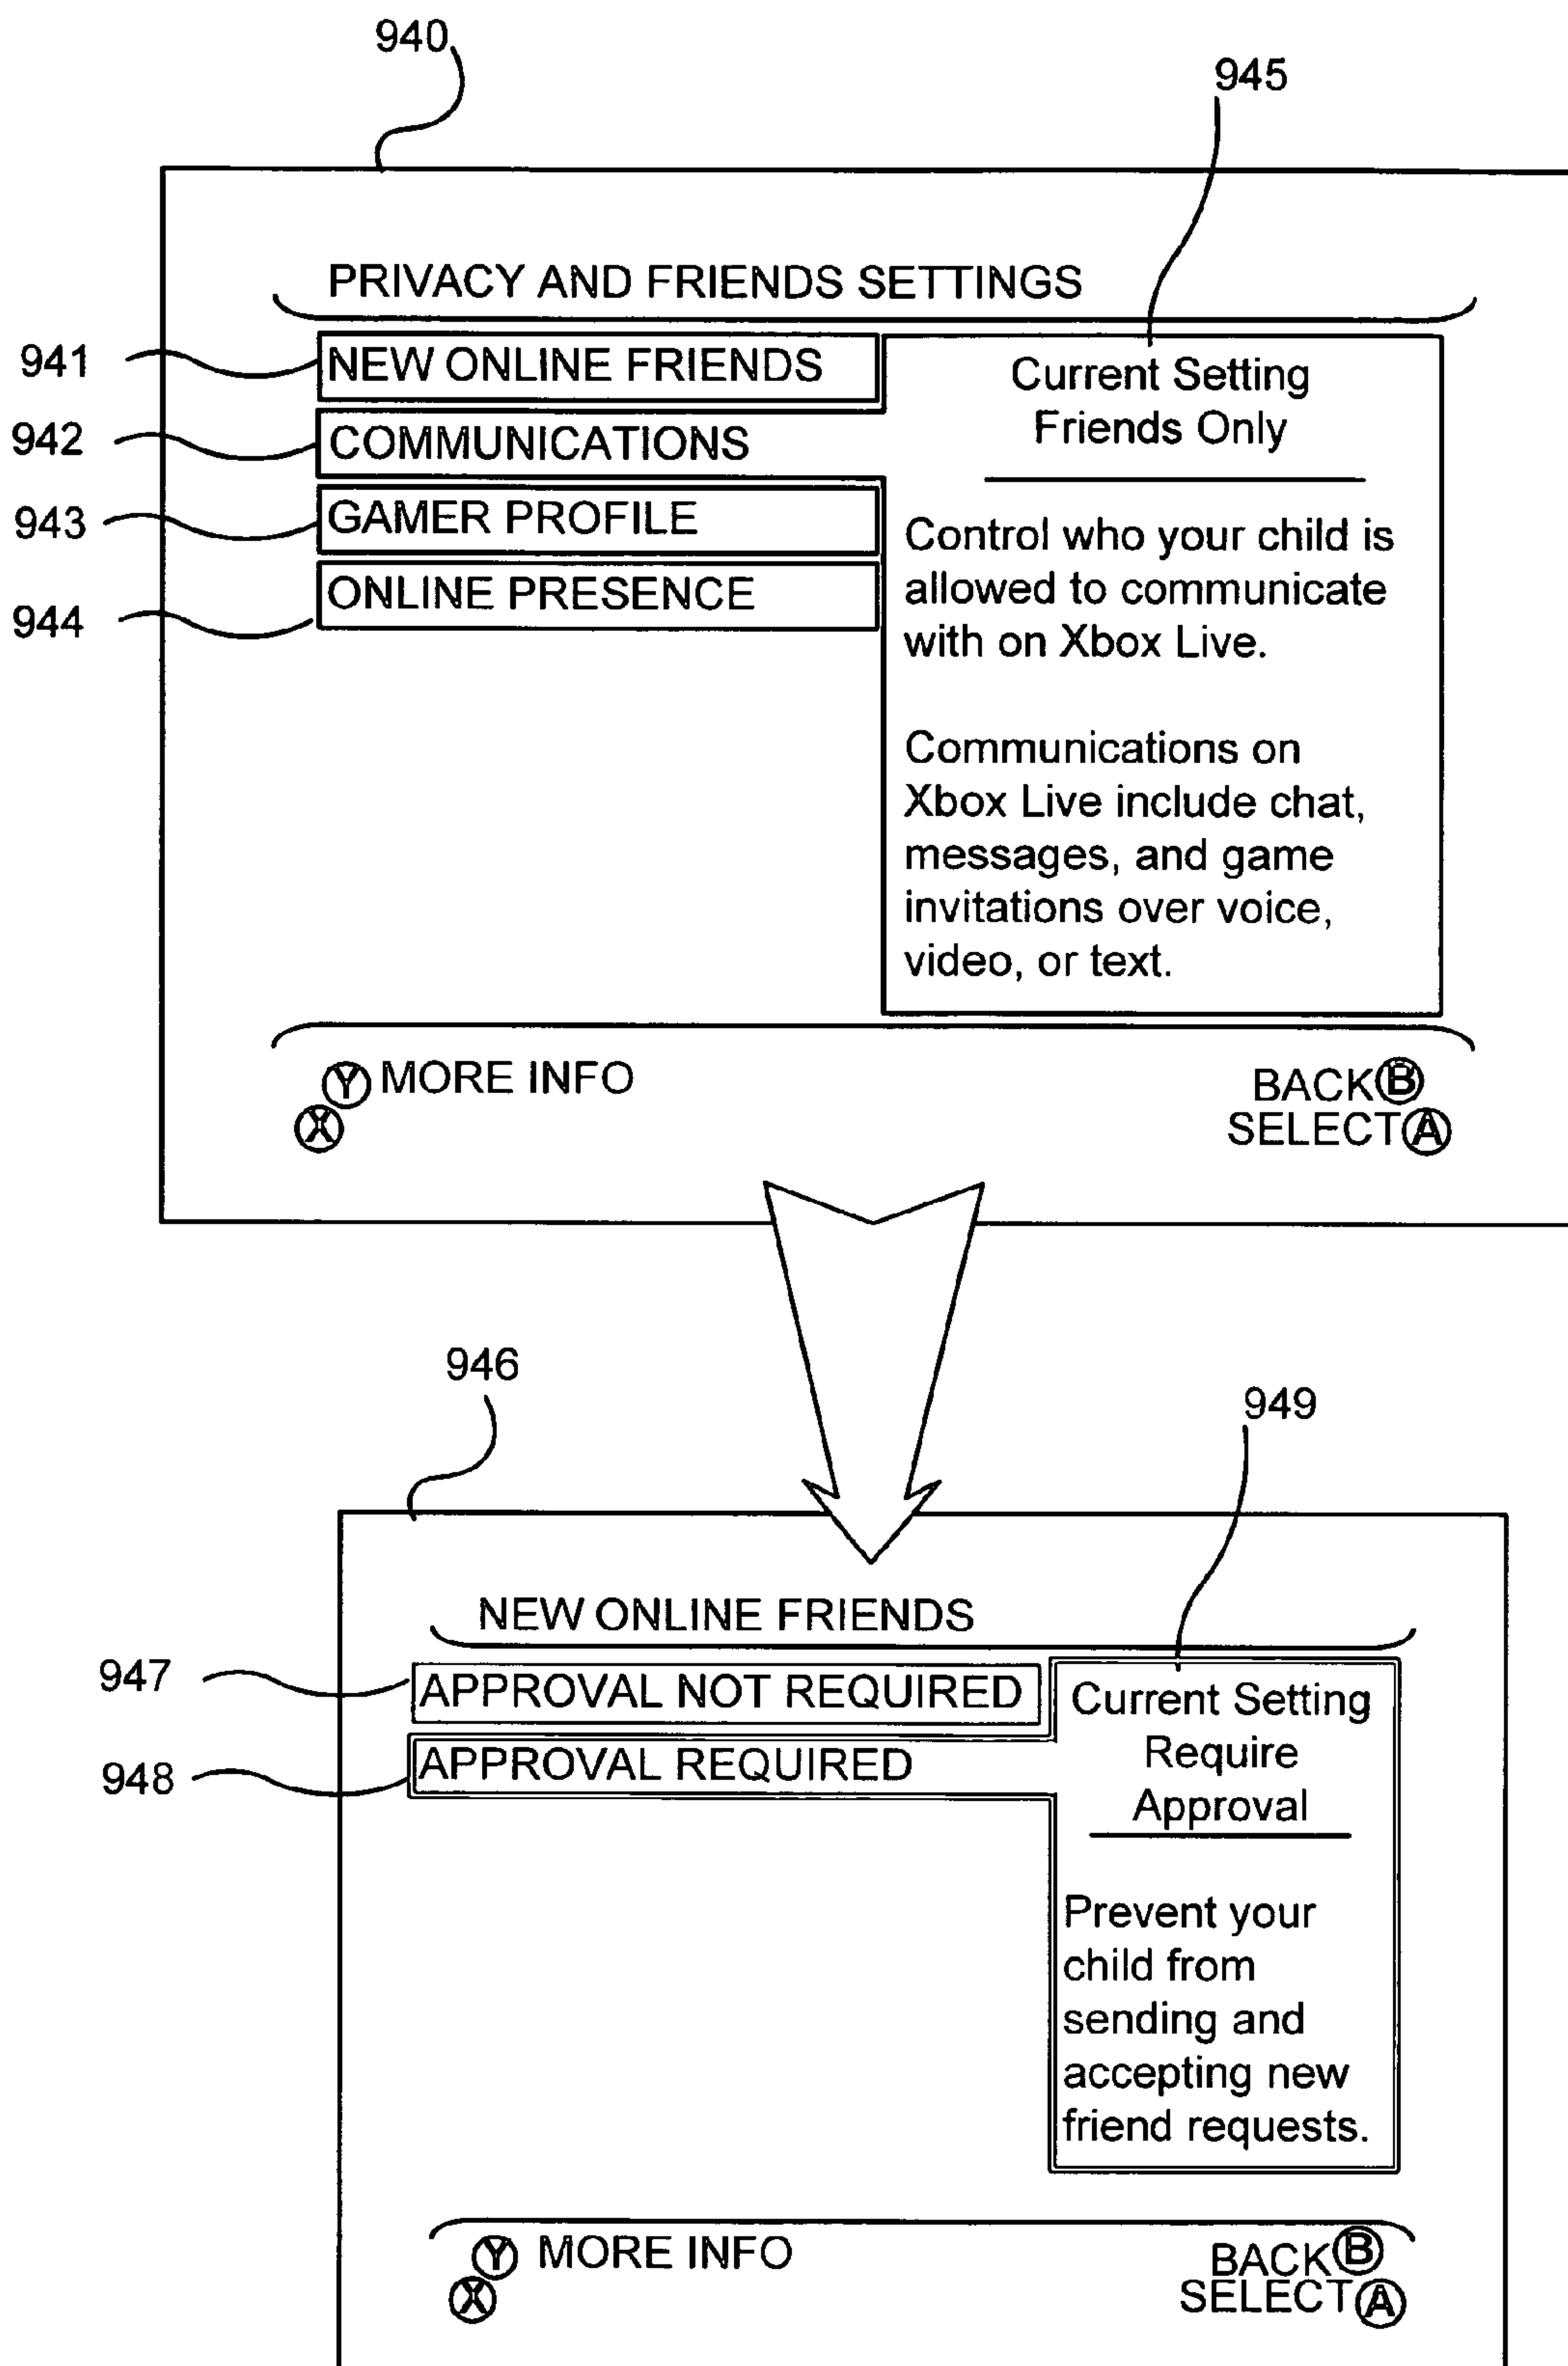 940
945
PRIVACY AND FRIENDS SETTINGS
941
NEW ONLINE FRIENDS
942
COMMUNICATIONS
943
GAMER PROFILE
944
ONLINE PRESENCE
Current Setting
Friends Only
Control who your child is
allowed to communicate
with on Xbox Live.
Communications on
Xbox Live include chat,
messages, and game
invitations over voice,
video, or text.
Y MORE INFO
X
BACK B
SELECT A
946
949
NEW ONLINE FRIENDS
947
APPROVAL NOT REQUIRED
948
APPROVAL REQUIRED
Current Setting
Require
Approval
Prevent your
child from
sending and
accepting new
friend requests.
Y MORE INFO
X
BACK B
SELECT A